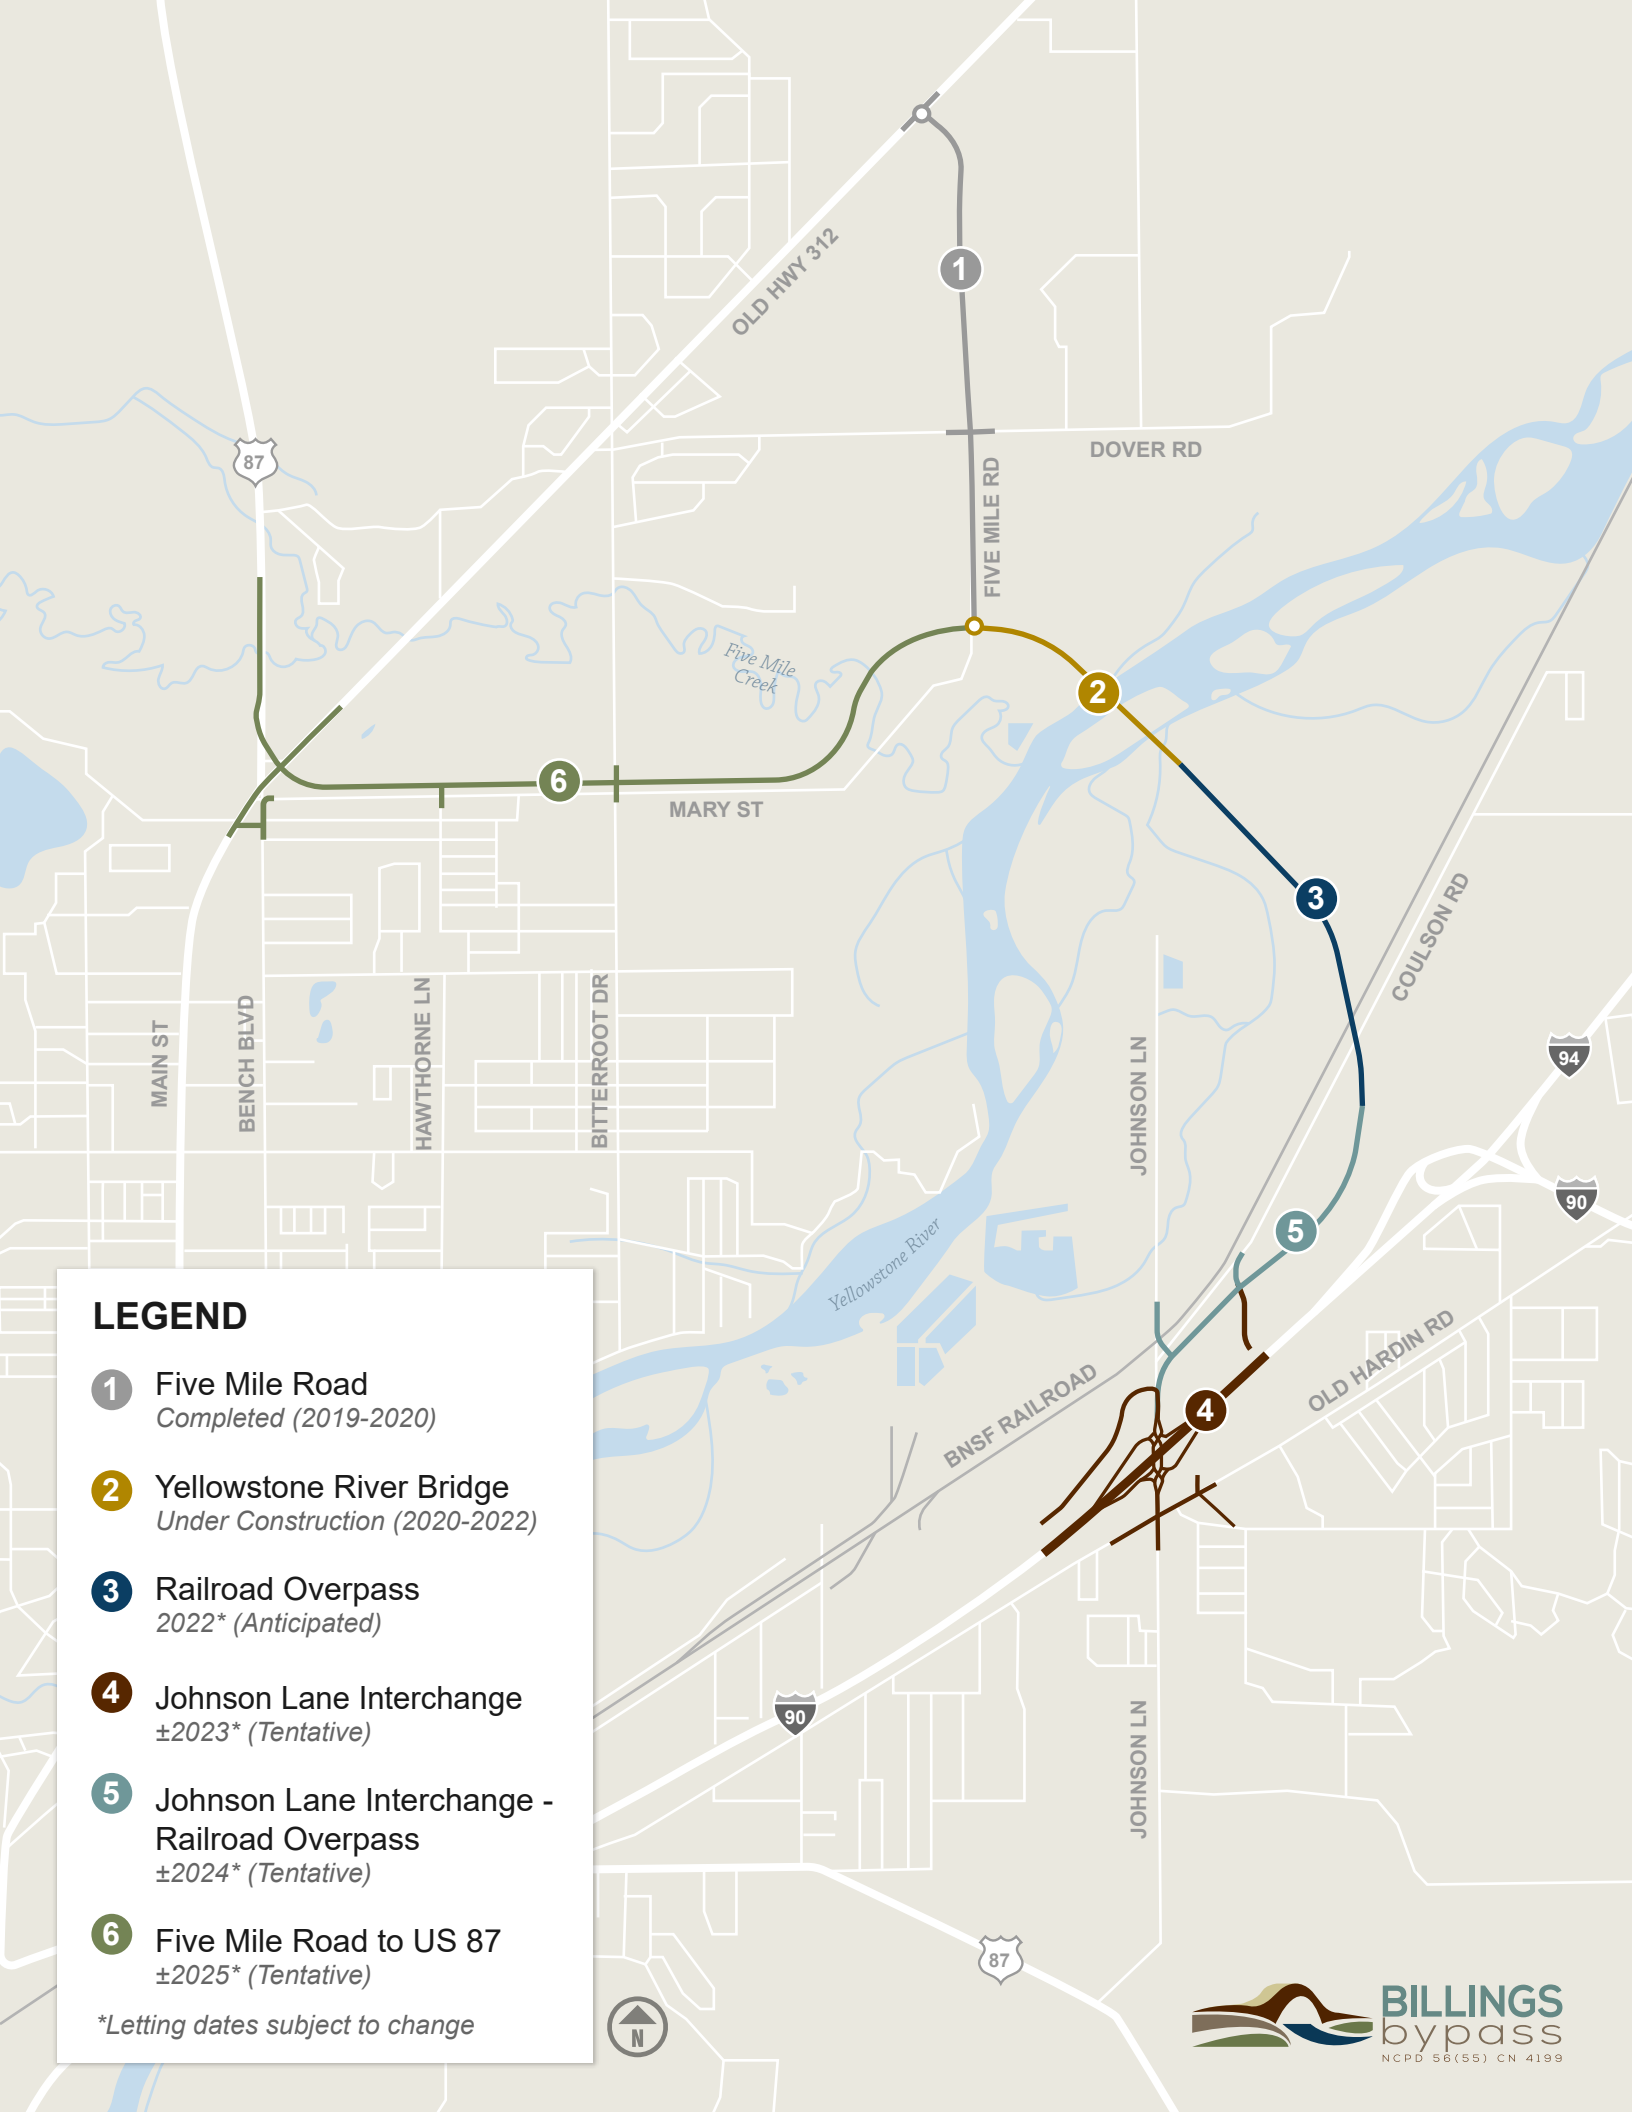 OLD HWY 312
1
87
DOVER RD
FIVE MILE RD
Five Mile
Creek
2
6
MARY ST
3
COULSON RD
MAIN ST
BENCH BLVD
HAWTHORNE LN
BITTERROOT DR
JOHNSON LN
94
90
5
Yellowstone River
OLD HARDIN RD
BNSF RAILROAD
4
90
JOHNSON LN
87
LEGEND
1 Five Mile Road
Completed (2019-2020)
2 Yellowstone River Bridge
Under Construction (2020-2022)
3 Railroad Overpass
2022* (Anticipated)
4 Johnson Lane Interchange
±2023* (Tentative)
5 Johnson Lane Interchange -
Railroad Overpass
±2024* (Tentative)
6 Five Mile Road to US 87
±2025* (Tentative)
*Letting dates subject to change
N
BILLINGS
bypass
NCPD 56(55) CN 4199